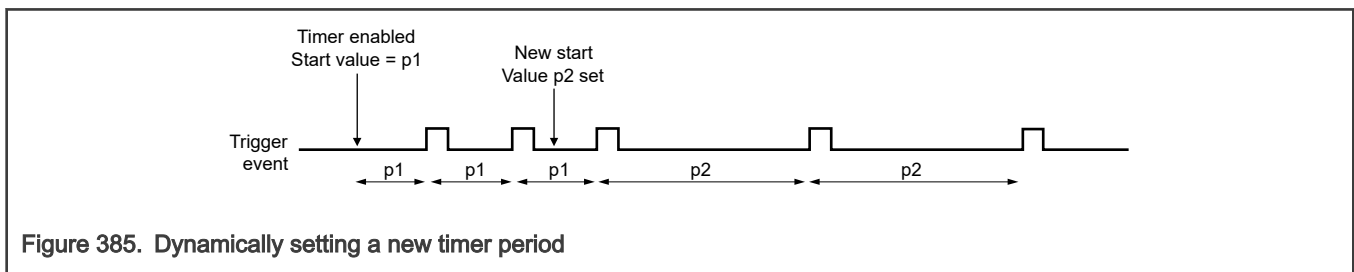 Timer enabled
Start value = p1
New start
Value p2 set
Trigger
event
p1 p1 p1 p2 p2
Figure 385. Dynamically setting a new timer period